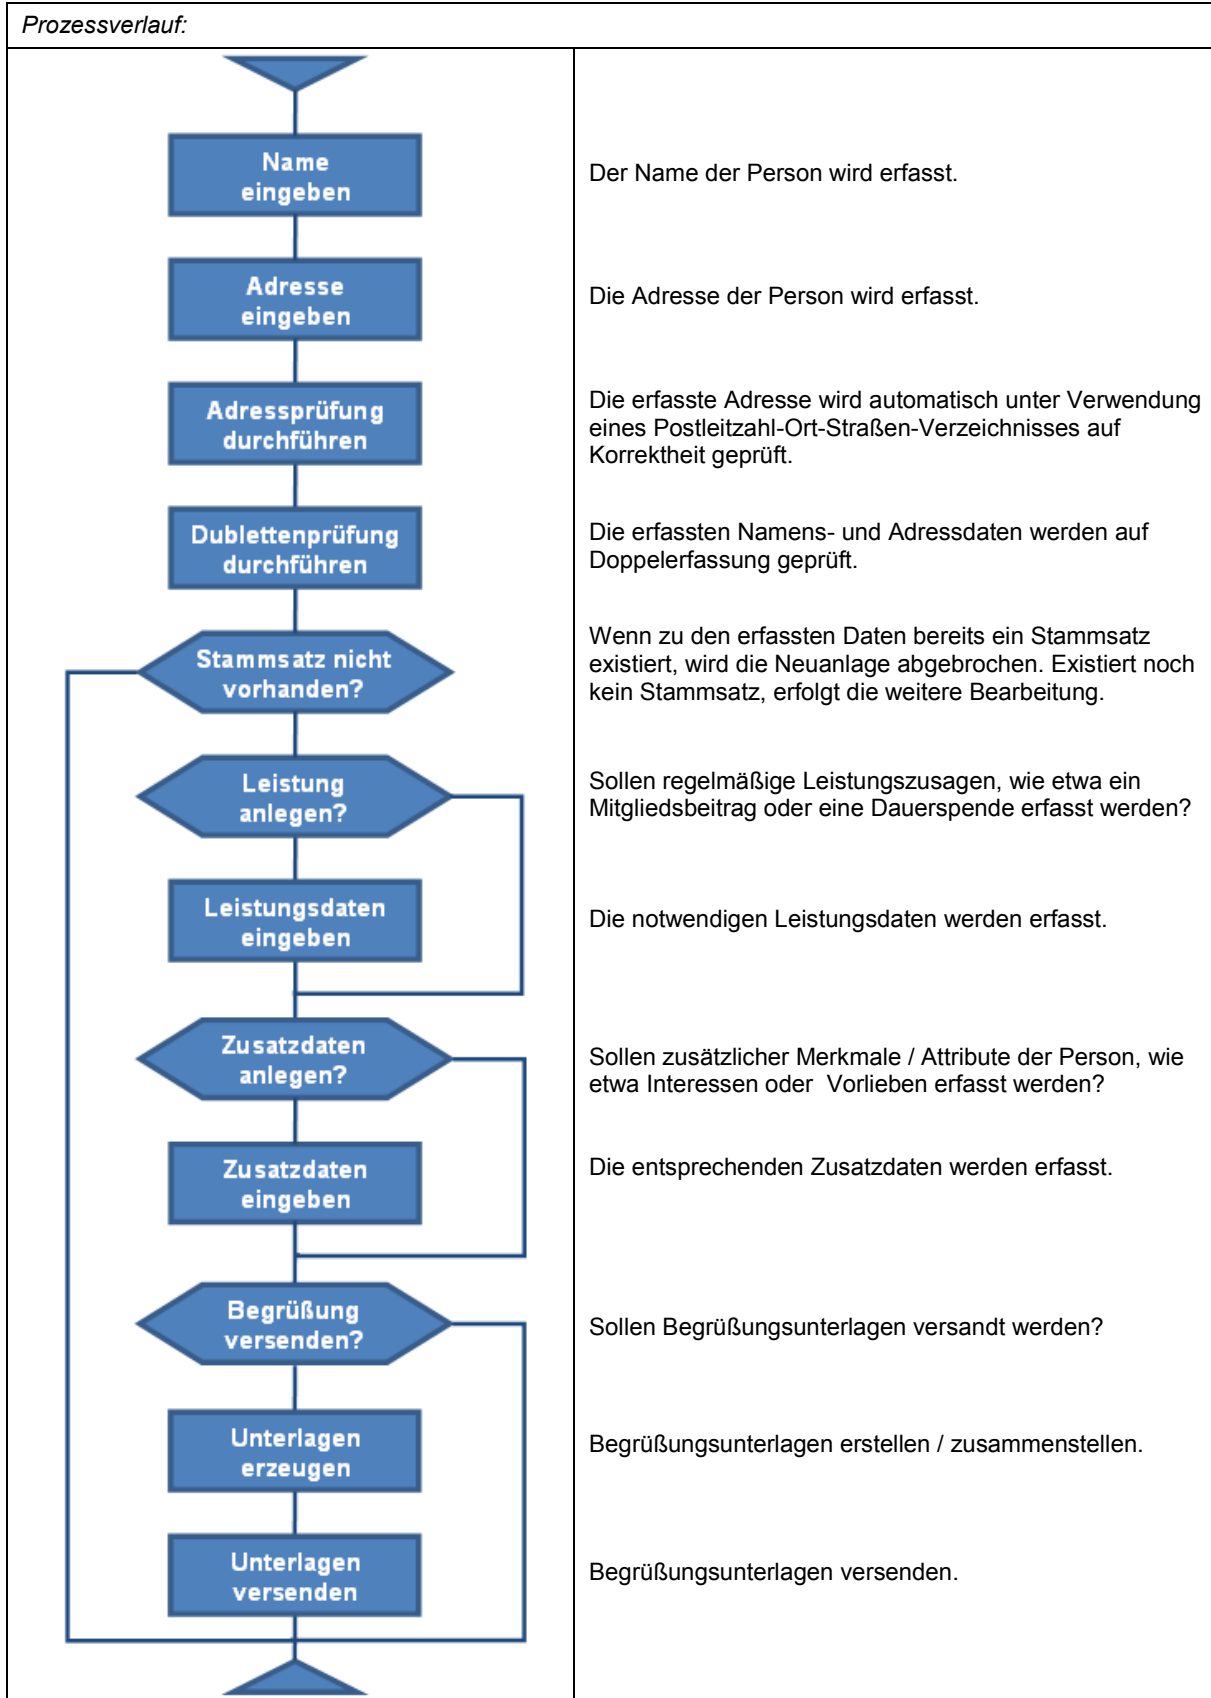 Prozessverlauf:
Name
eingeben
Der Name der Person wird erfasst.
Adresse
eingeben
Die Adresse der Person wird erfasst.
Adressprüfung
durchführen
Die erfasste Adresse wird automatisch unter Verwendung
eines Postleitzahl-Ort-Straßen-Verzeichnisses auf
Korrektheit geprüft.
Dublettenprüfung
durchführen
Die erfassten Namens- und Adressdaten werden auf
Doppelerfassung geprüft.
Stammsatz nicht
vorhanden?
Wenn zu den erfassten Daten bereits ein Stammsatz
existiert, wird die Neuanlage abgebrochen. Existiert noch
kein Stammsatz, erfolgt die weitere Bearbeitung.
Leistung
anlegen?
Sollen regelmäßige Leistungszusagen, wie etwa ein
Mitgliedsbeitrag oder eine Dauerspende erfasst werden?
Leistungsdaten
eingeben
Die notwendigen Leistungsdaten werden erfasst.
Zusatzdaten
anlegen?
Sollen zusätzlicher Merkmale / Attribute der Person, wie
etwa Interessen oder  Vorlieben erfasst werden?
Zusatzdaten
eingeben
Die entsprechenden Zusatzdaten werden erfasst.
Begrüßung
versenden?
Sollen Begrüßungsunterlagen versandt werden?
Unterlagen
erzeugen
Begrüßungsunterlagen erstellen / zusammenstellen.
Unterlagen
versenden
Begrüßungsunterlagen versenden.